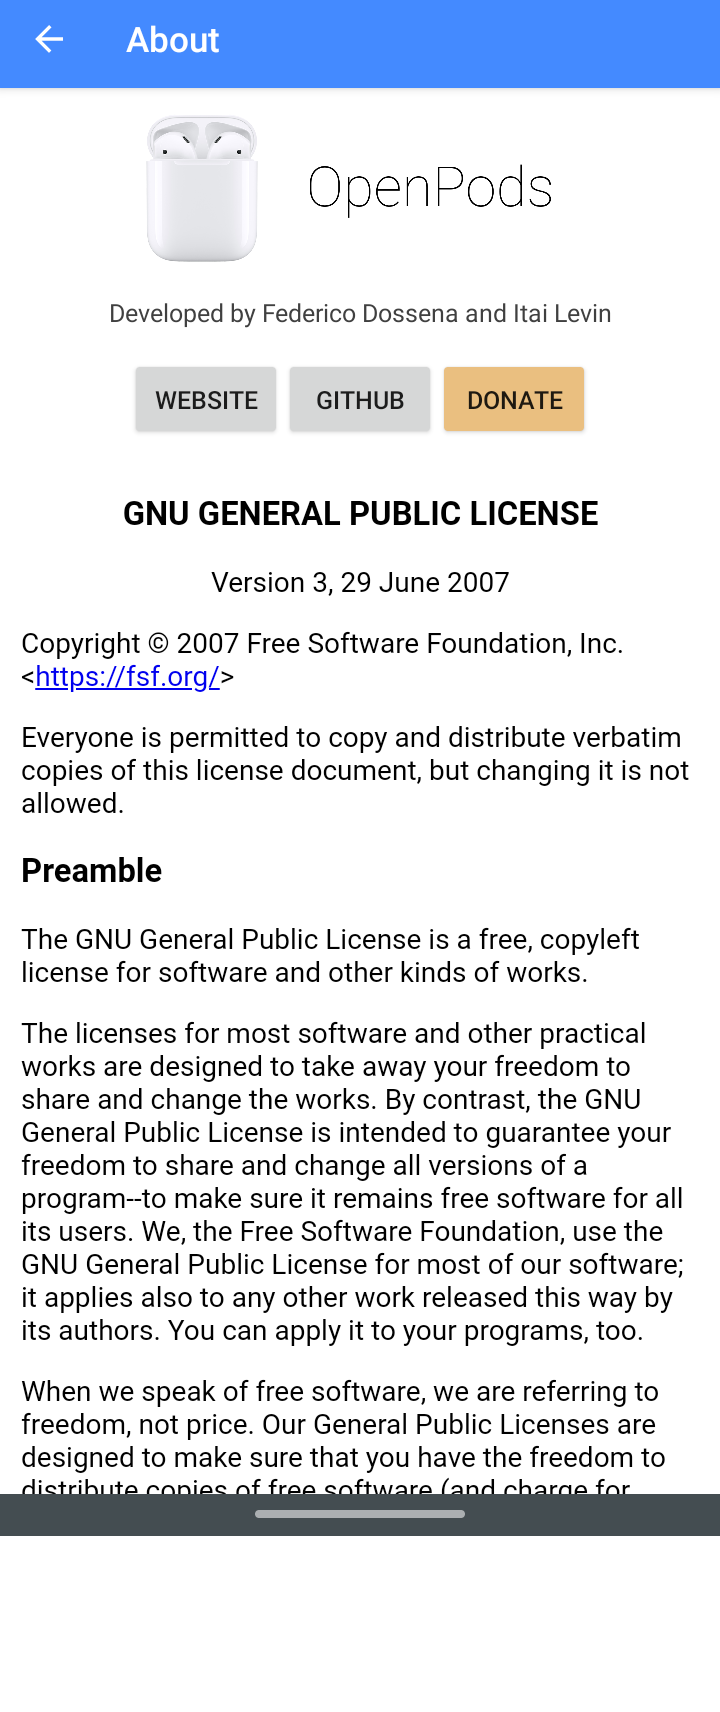 About
OpenPods
Developed by Federico Dossena and Itai Levin
WEBSITE
GITHUB
DONATE
GNU GENERAL PUBLIC LICENSE
Version 3, 29 June 2007
Copyright © 2007 Free Software Foundation, Inc.
<https://fsf.org/>
Everyone is permitted to copy and distribute verbatim
copies of this license document, but changing it is not
allowed.
Preamble
The GNU General Public License is a free, copyleft
license for software and other kinds of works.
The licenses for most software and other practical
works are designed to take away your freedom to
share and change the works. By contrast, the GNU
General Public License is intended to guarantee your
freedom to share and change all versions of a
program--to make sure it remains free software for all
its users. We, the Free Software Foundation, use the
GNU General Public License for most of our software;
it applies also to any other work released this way by
its authors. You can apply it to your programs, too.
When we speak of free software, we are referring to
freedom, not price. Our General Public Licenses are
designed to make sure that you have the freedom to
distribute copies of free software (and charge for